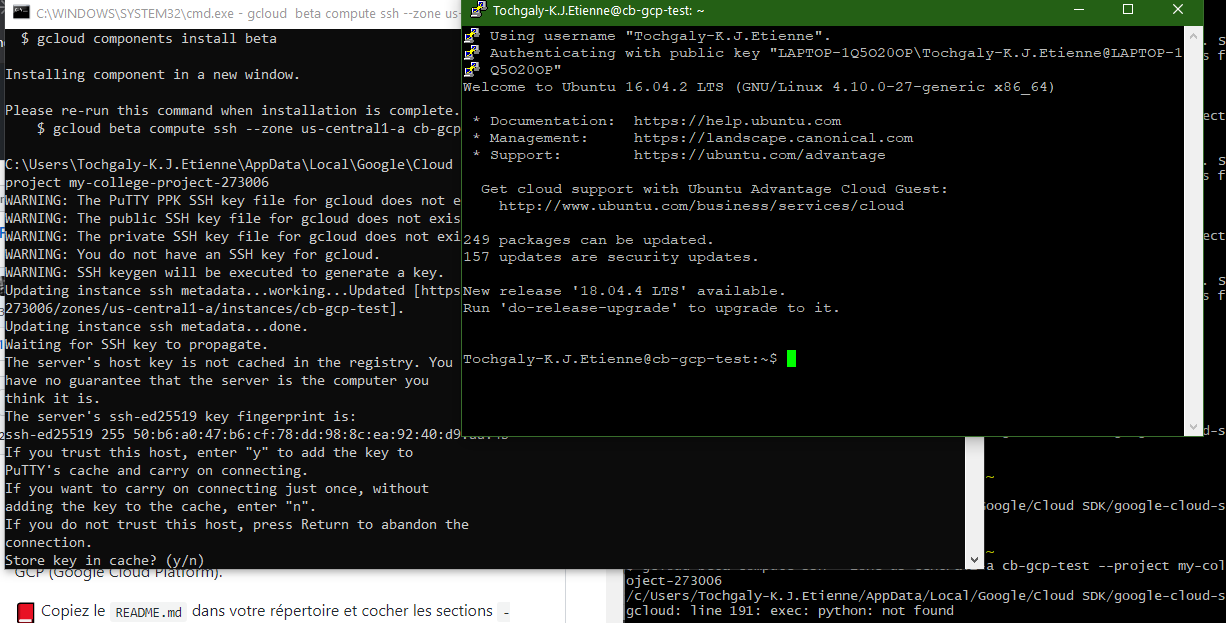 C:\WINDOWS\SYSTEM32\cmd.exe - gcloud beta compute ssh --zone us-
$ gcloud components install beta
Installing component in a new window.
Please re-run this command when installation is complete.
$ gcloud beta compute ssh --zone us-central1-a cb-gcp
C:\Users\Tochgaly-K.J.Etienne\AppData\Local\Google\Cloud
project my-college-project-273006
WARNING: The PuTTY PPK SSH key file for gcloud does not e
WARNING: The public SSH key file for gcloud does not exis
WARNING: The private SSH key file for gcloud does not exi
WARNING: You do not have an SSH key for gcloud.
WARNING: SSH keygen will be executed to generate a key.
Updating instance ssh metadata...working...Updated [https
273006/zones/us-central1-a/instances/cb-gcp-test].
Updating instance ssh metadata...done.
Waiting for SSH key to propagate.
The server's host key is not cached in the registry. You
have no guarantee that the server is the computer you
think it is.
The server's ssh-ed25519 key fingerprint is:
ssh-ed25519 255 50:b6:a0:47:b6:cf:78:dd:98:8c:ea:92:40:d9
If you trust this host, enter "y" to add the key to
PuTTY's cache and carry on connecting.
If you want to carry on connecting just once, without
adding the key to the cache, enter "n".
If you do not trust this host, press Return to abandon the
connection.
Store key in cache? (y/n)
Tochgaly-K.J.Etienne@cb-gcp-test: ~
Using username "Tochgaly-K.J.Etienne".
Authenticating with public key "LAPTOP-1Q5O20OP\Tochgaly-K.J.Etienne@LAPTOP-1
Q5O20OP"
Welcome to Ubuntu 16.04.2 LTS (GNU/Linux 4.10.0-27-generic x86_64)
* Documentation: https://help.ubuntu.com
* Management: https://landscape.canonical.com
* Support: https://ubuntu.com/advantage
Get cloud support with Ubuntu Advantage Cloud Guest:
http://www.ubuntu.com/business/services/cloud
249 packages can be updated.
157 updates are security updates.
New release '18.04.4 LTS' available.
Run 'do-release-upgrade' to upgrade to it.
Tochgaly-K.J.Etienne@cb-gcp-test:~$
~
Google/Cloud SDK/google-cloud-s
~
a cb-gcp-test --project my-col
oject-273006
/c/Users/Tochgaly-K.J.Etienne/AppData/Local/Google/Cloud SDK/google-cloud-s
gcloud: line 191: exec: python: not found
GCP (Google Cloud Platform).
Copiez le README.md dans votre répertoire et cocher les sections -